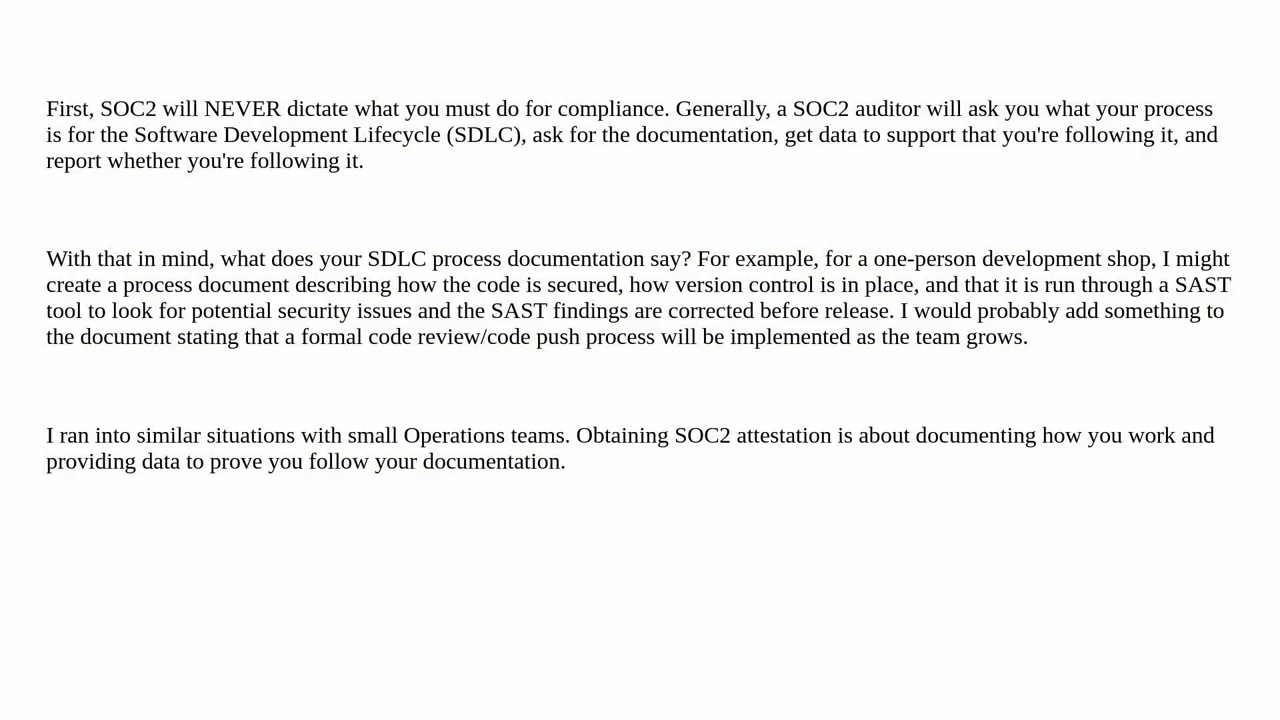 First, SOC2 will NEVER dictate what you must do for compliance. Generally, a SOC2 auditor will ask you what your process
is for the Software Development Lifecycle (SDLC), ask for the documentation, get data to support that you're following it, and
report whether you're following it.
With that in mind, what does your SDLC process documentation say? For example, for a one-person development shop, I might
create a process document describing how the code is secured, how version control is in place, and that it is run through a SAST
tool to look for potential security issues and the SAST findings are corrected before release. I would probably add something to
the document stating that a formal code review/code push process will be implemented as the team grows.
I ran into similar situations with small Operations teams. Obtaining SOC2 attestation is about documenting how you work and
providing data to prove you follow your documentation.